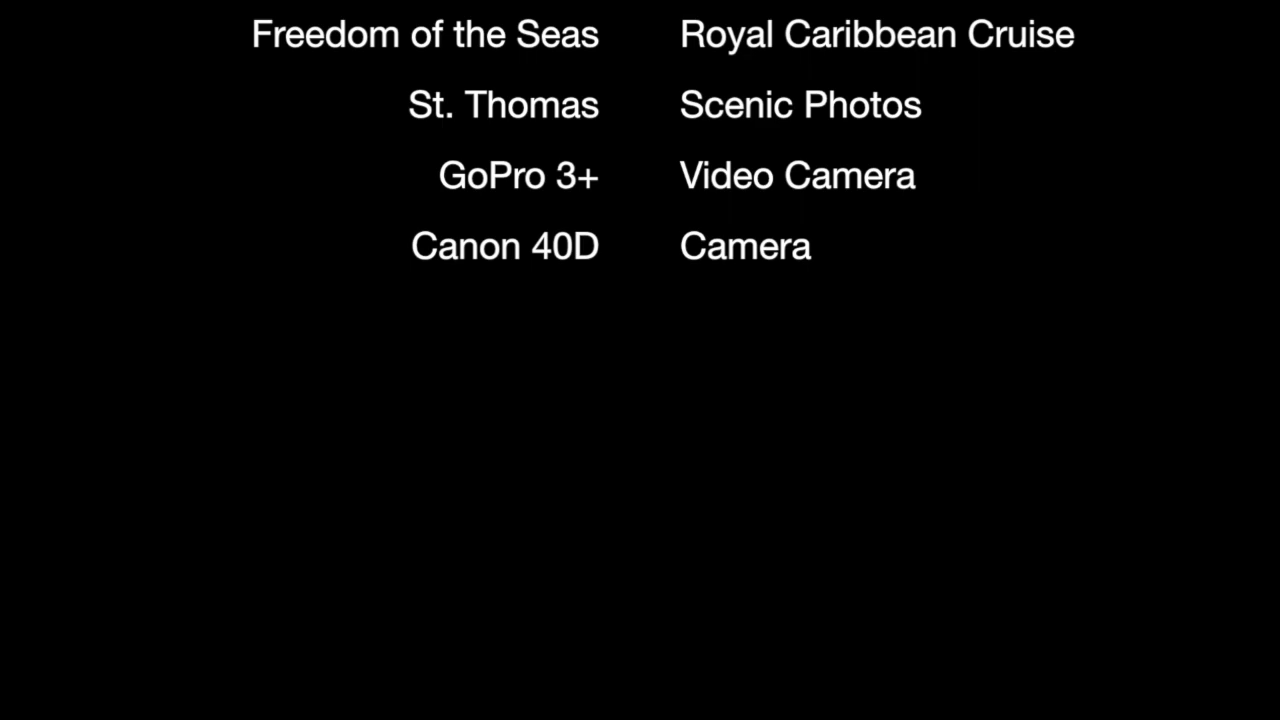 Freedom of the Seas Royal Caribbean Cruise
St. Thomas Scenic Photos
GoPro 3+ Video Camera
Canon 40D Camera